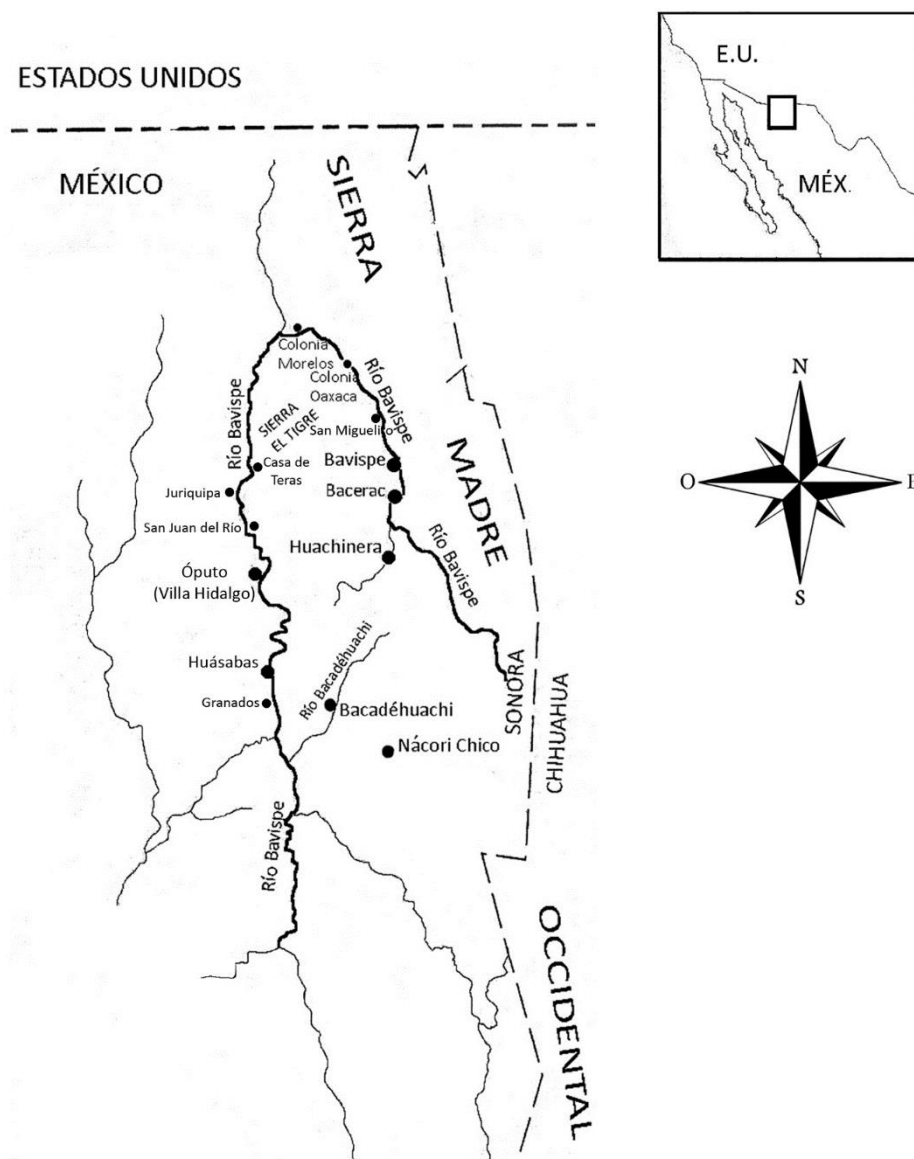 ESTADOS UNIDOS
E.U.
MÉXICO
MÉX.
SIERRA
Colonia
Morelos
Colonia
Oaxaca
Río Bavispe
Río Bavispe
SIERRA
EL TIGRE
San Miguelito
MADRE
N
O
E
S
Bavispe
Casa de
Teras
Juriquipa
Bacerac
San Juan del Río
Río Bavispe
Huachinera
Óputo
(Villa Hidalgo)
Huásabas
Río Bacadéhuachi
SONORA
CHIHUAHUA
Granados
Bacadéhuachi
Nácori Chico
Río Bavispe
OCCIDENTAL